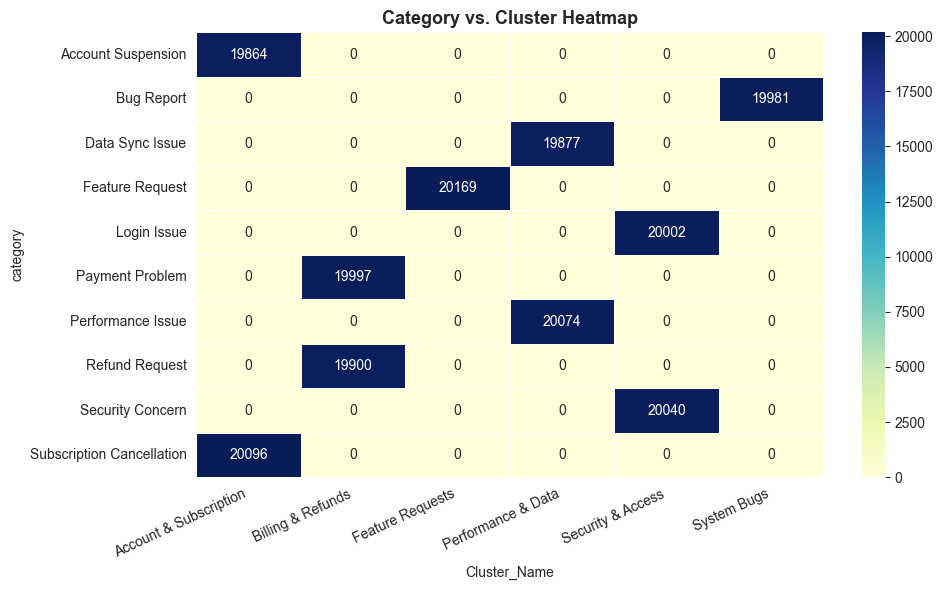 Category vs. Cluster Heatmap
category
Account Suspension 19864 0 0 0 0 0
Bug Report 0 0 0 0 0 19981
Data Sync Issue 0 0 0 19877 0 0
Feature Request 0 0 20169 0 0 0
Login Issue 0 0 0 0 20002 0
Payment Problem 0 19997 0 0 0 0
Performance Issue 0 0 0 20074 0 0
Refund Request 0 19900 0 0 0 0
Security Concern 0 0 0 0 20040 0
Subscription Cancellation 20096 0 0 0 0 0
Account & Subscription
Billing & Refunds
Feature Requests
Performance & Data
Security & Access
System Bugs
Cluster_Name
20000
17500
15000
12500
10000
7500
5000
2500
0